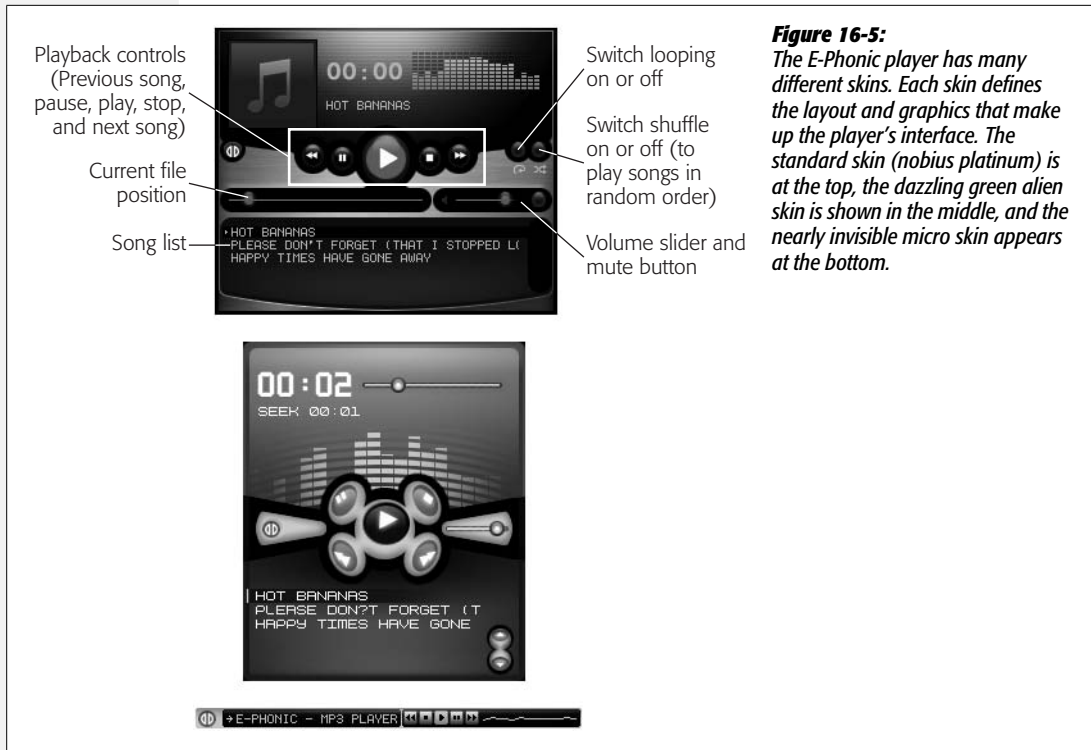 Playback controls
(Previous song,
pause, play, stop,
and next song)
Current file
position
Song list
00:00
HOT BANANAS
HOT BANANAS
PLEASE DON'T FORGET (THAT I STOPPED L(
HAPPY TIMES HAVE GONE AWAY
Switch looping
on or off
Switch shuffle
on or off (to
play songs in
random order)
Volume slider and
mute button
Figure 16-5:
The E-Phonic player has many
different skins. Each skin defines
the layout and graphics that make
up the player's interface. The
standard skin (nobius platinum) is
at the top, the dazzling green alien
skin is shown in the middle, and the
nearly invisible micro skin appears
at the bottom.
00:02
SEEK 00:01
HOT BANANAS
PLEASE DON?T FORGET (T
HAPPY TIMES HAVE GONE
E-PHONIC - MP3 PLAYER